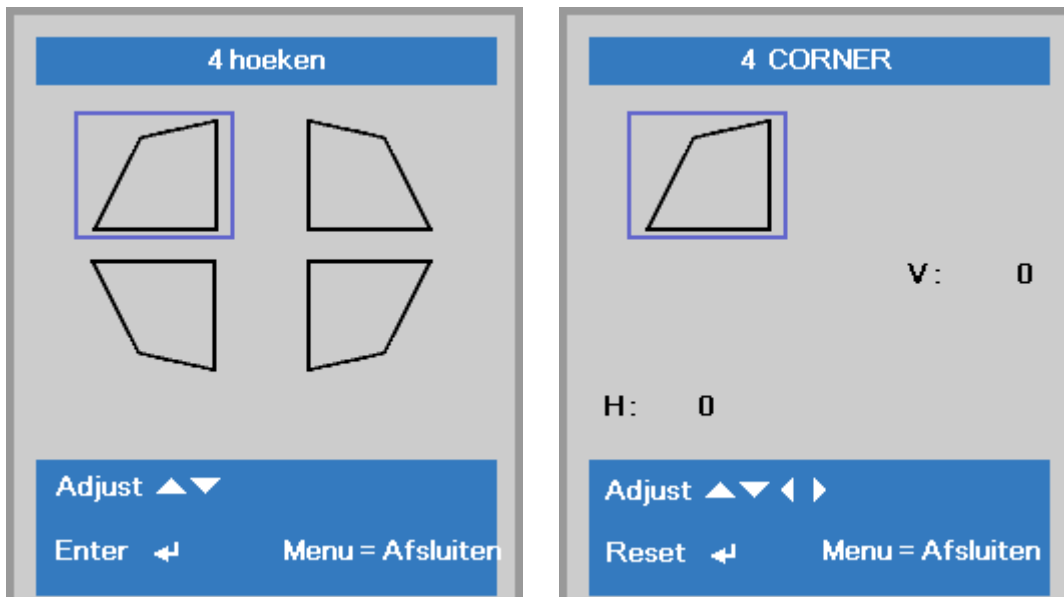 4 hoeken
Adjust ▲▼
Enter ↵ Menu = Afsluiten
4 CORNER
V: 0
H: 0
Adjust ▲▼◀▶
Reset ↵ Menu = Afsluiten